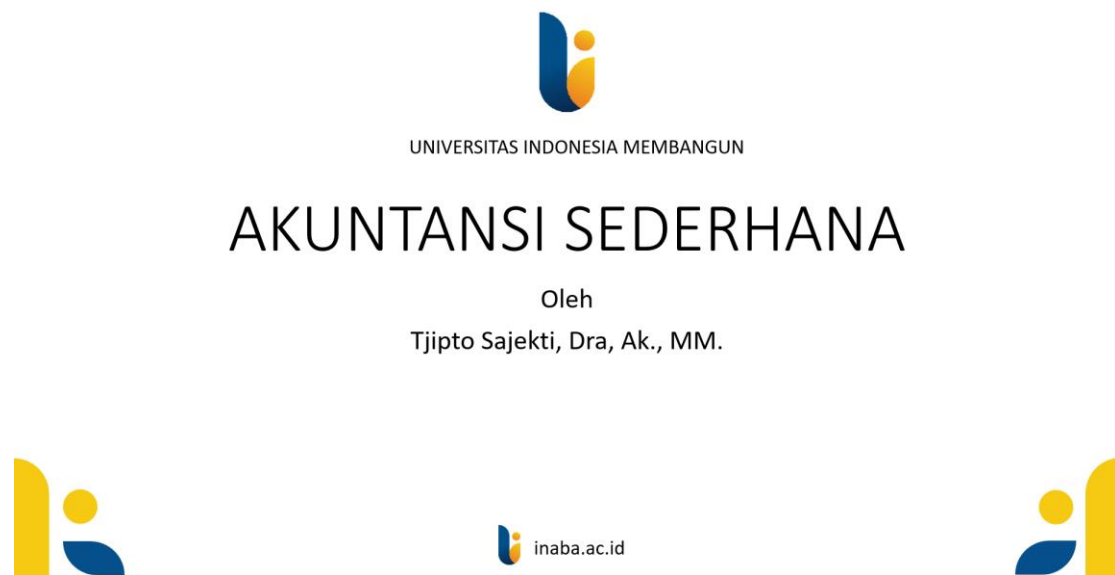 UNIVERSITAS INDONESIA MEMBANGUN
AKUNTANSI SEDERHANA
Oleh
Tjipto Sajekti, Dra, Ak., MM.
inaba.ac.id